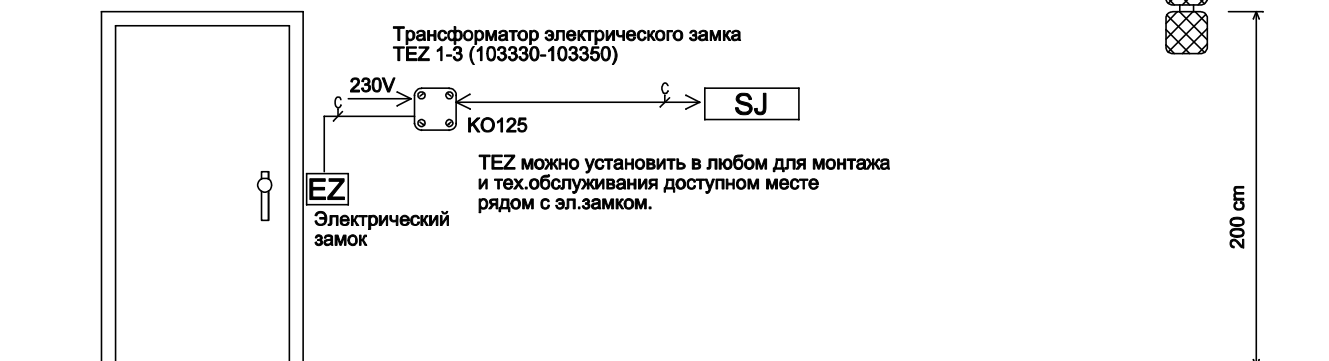 Трансформатор электрического замка
TEZ 1-3 (103330-103350)
230V
C
C
SJ
KO125
TEZ можно установить в любом для монтажа
и тех.обслуживания доступном месте
рядом с эл.замком.
EZ
Электрический
замок
200 cm